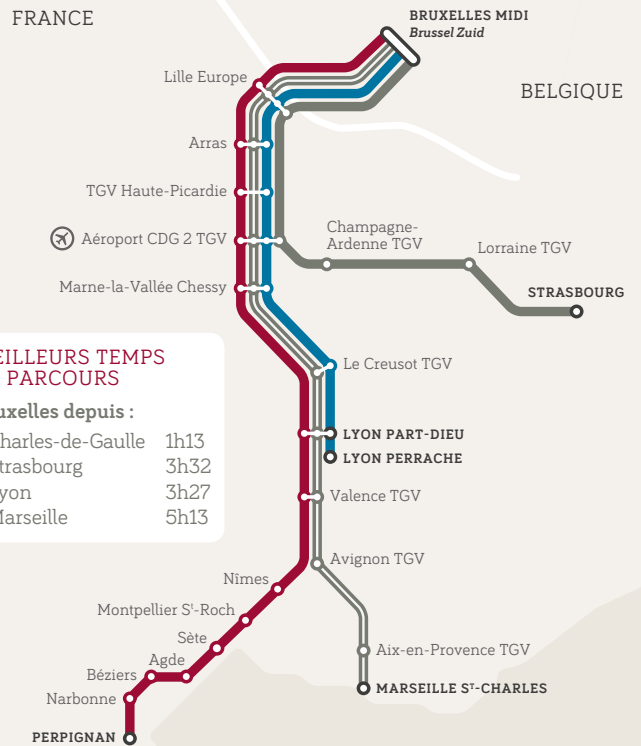 FRANCE
BRUXELLES MIDI
Brussel Zuid
BELGIQUE
Lille Europe
Arras
TGV Haute-Picardie
Aéroport CDG 2 TGV
Champagne-
Ardenne TGV
Lorraine TGV
STRASBOURG
Marne-la-Vallée Chessy
EILLEURS TEMPS
PARCOURS
uxelles depuis :
harles-de-Gaulle 1h13
trasbourg 3h32
yon 3h27
Marseille 5h13
Le Creusot TGV
LYON PART-DIEU
LYON PERRACHE
Valence TGV
Avignon TGV
Nîmes
Montpellier Sᵗ-Roch
Sète
Agde
Béziers
Narbonne
PERPIGNAN
Aix-en-Provence TGV
MARSEILLE Sᵀ-CHARLES